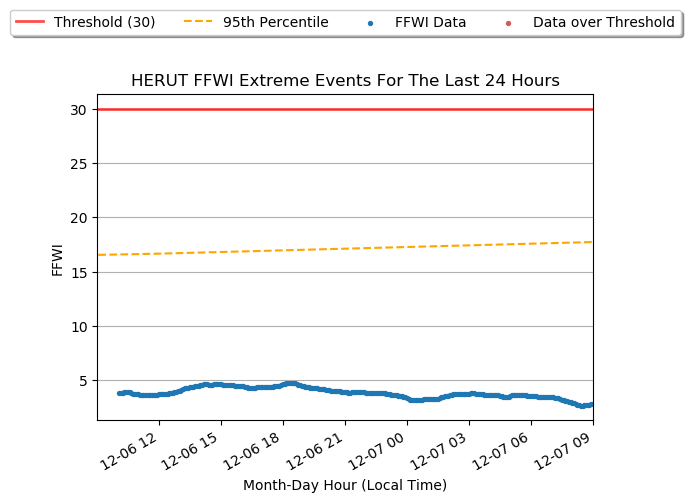 Threshold (30) 95th Percentile FFWI Data Data over Threshold
HERUT FFWI Extreme Events For The Last 24 Hours
30
25
20
15
10
5
FFWI
12-06 12 12-06 15 12-06 18 12-06 21 12-07 00 12-07 03 12-07 06 12-07 09
Month-Day Hour (Local Time)